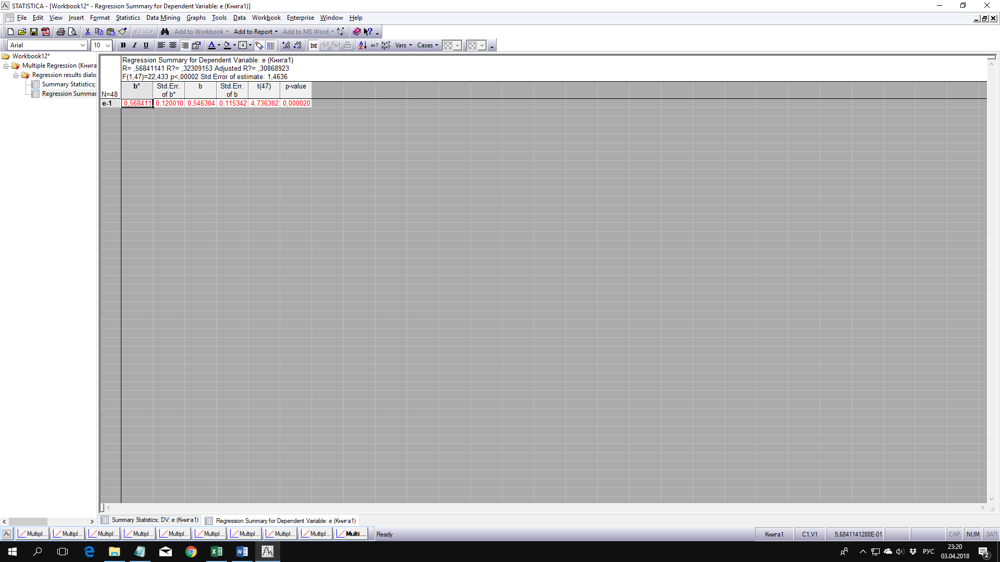 STATISTICA - [Workbook12* - Regression Summary for Dependent Variable: e (Книга1)]
File Edit View Insert Format Statistics Data Mining Graphs Tools Data Workbook Enterprise Window Help
Add to Workbook Add to Report Add to MS Word
Arial 10 B I U Vars Cases
Workbook12*
Multiple Regression (Книга
Regression results dialo
Summary Statistics;
Regression Summar
Regression Summary for Dependent Variable: e (Книга1)
R= ,56841141 R?= ,32309153 Adjusted R?= ,30868923
F(1,47)=22,433 p<,00002 Std.Error of estimate: 1,4636
N=48 b* Std.Err. of b* b Std.Err. of b t(47) p-value
e-1 0,568411 0,120010 0,546304 0,115342 4,736382 0,000020
Summary Statistics; DV: e (Книга1) Regression Summary for Dependent Variable: e (Книга1)
Multipl... Multipl... Multipl... Multipl... Multipl... Multipl... Multipl... Multipl... Multipl... Multi... Ready Книга1 C1,V1 5,6841141288E-01 CAP NUM ЗАП
РУС 23:20
03.04.2018 2